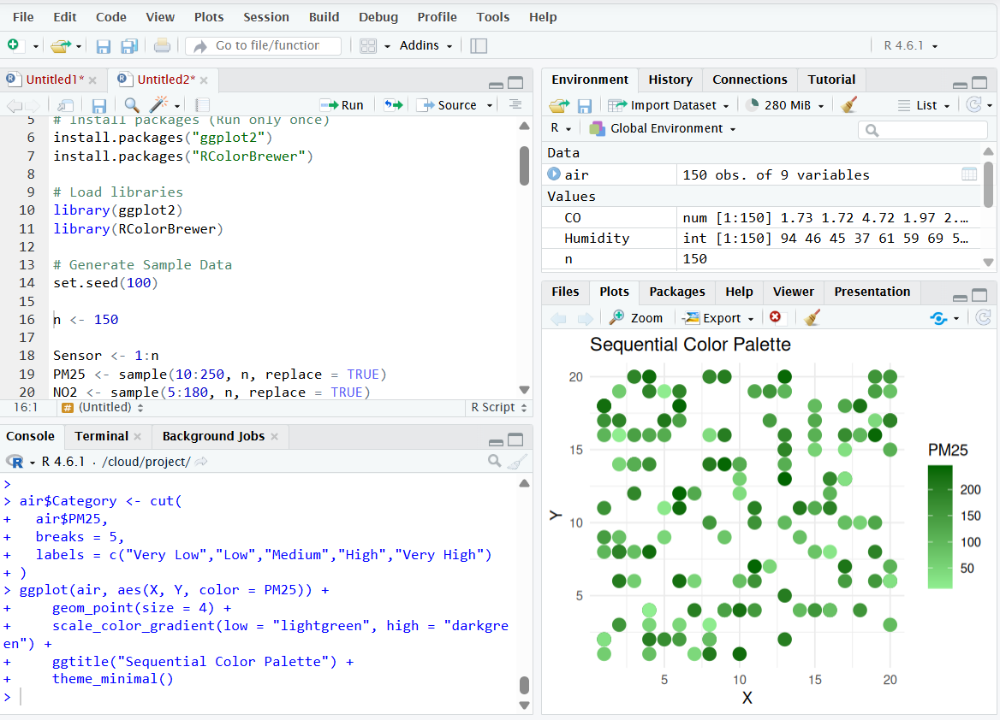 File Edit Code View Plots Session Build Debug Profile Tools Help
Go to file/function Addins R 4.6.1
Untitled1* Untitled2*
Run Source
5 # Install packages (Run only once)
6 install.packages("ggplot2")
7 install.packages("RColorBrewer")
8
9 # Load libraries
10 library(ggplot2)
11 library(RColorBrewer)
12
13 # Generate Sample Data
14 set.seed(100)
15
16 n <- 150
17
18 Sensor <- 1:n
19 PM25 <- sample(10:250, n, replace = TRUE)
20 NO2 <- sample(5:180, n, replace = TRUE)
16:1 # (Untitled) R Script
Console Terminal Background Jobs
R R 4.6.1 · /cloud/project/
>
> air$Category <- cut(
+   air$PM25,
+   breaks = 5,
+   labels = c("Very Low","Low","Medium","High","Very High")
+ )
> ggplot(air, aes(X, Y, color = PM25)) +
+     geom_point(size = 4) +
+     scale_color_gradient(low = "lightgreen", high = "darkgre
en") +
+     ggtitle("Sequential Color Palette") +
+     theme_minimal()
>
Environment History Connections Tutorial
Import Dataset 280 MiB List
R Global Environment
Data
air 150 obs. of 9 variables
Values
CO num [1:150] 1.73 1.72 4.72 1.97 2.…
Humidity int [1:150] 94 46 45 37 61 59 69 5…
n 150
Files Plots Packages Help Viewer Presentation
Zoom Export
Sequential Color Palette
20
15
10
5
Y
5 10 15 20
X
PM25
200
150
100
50